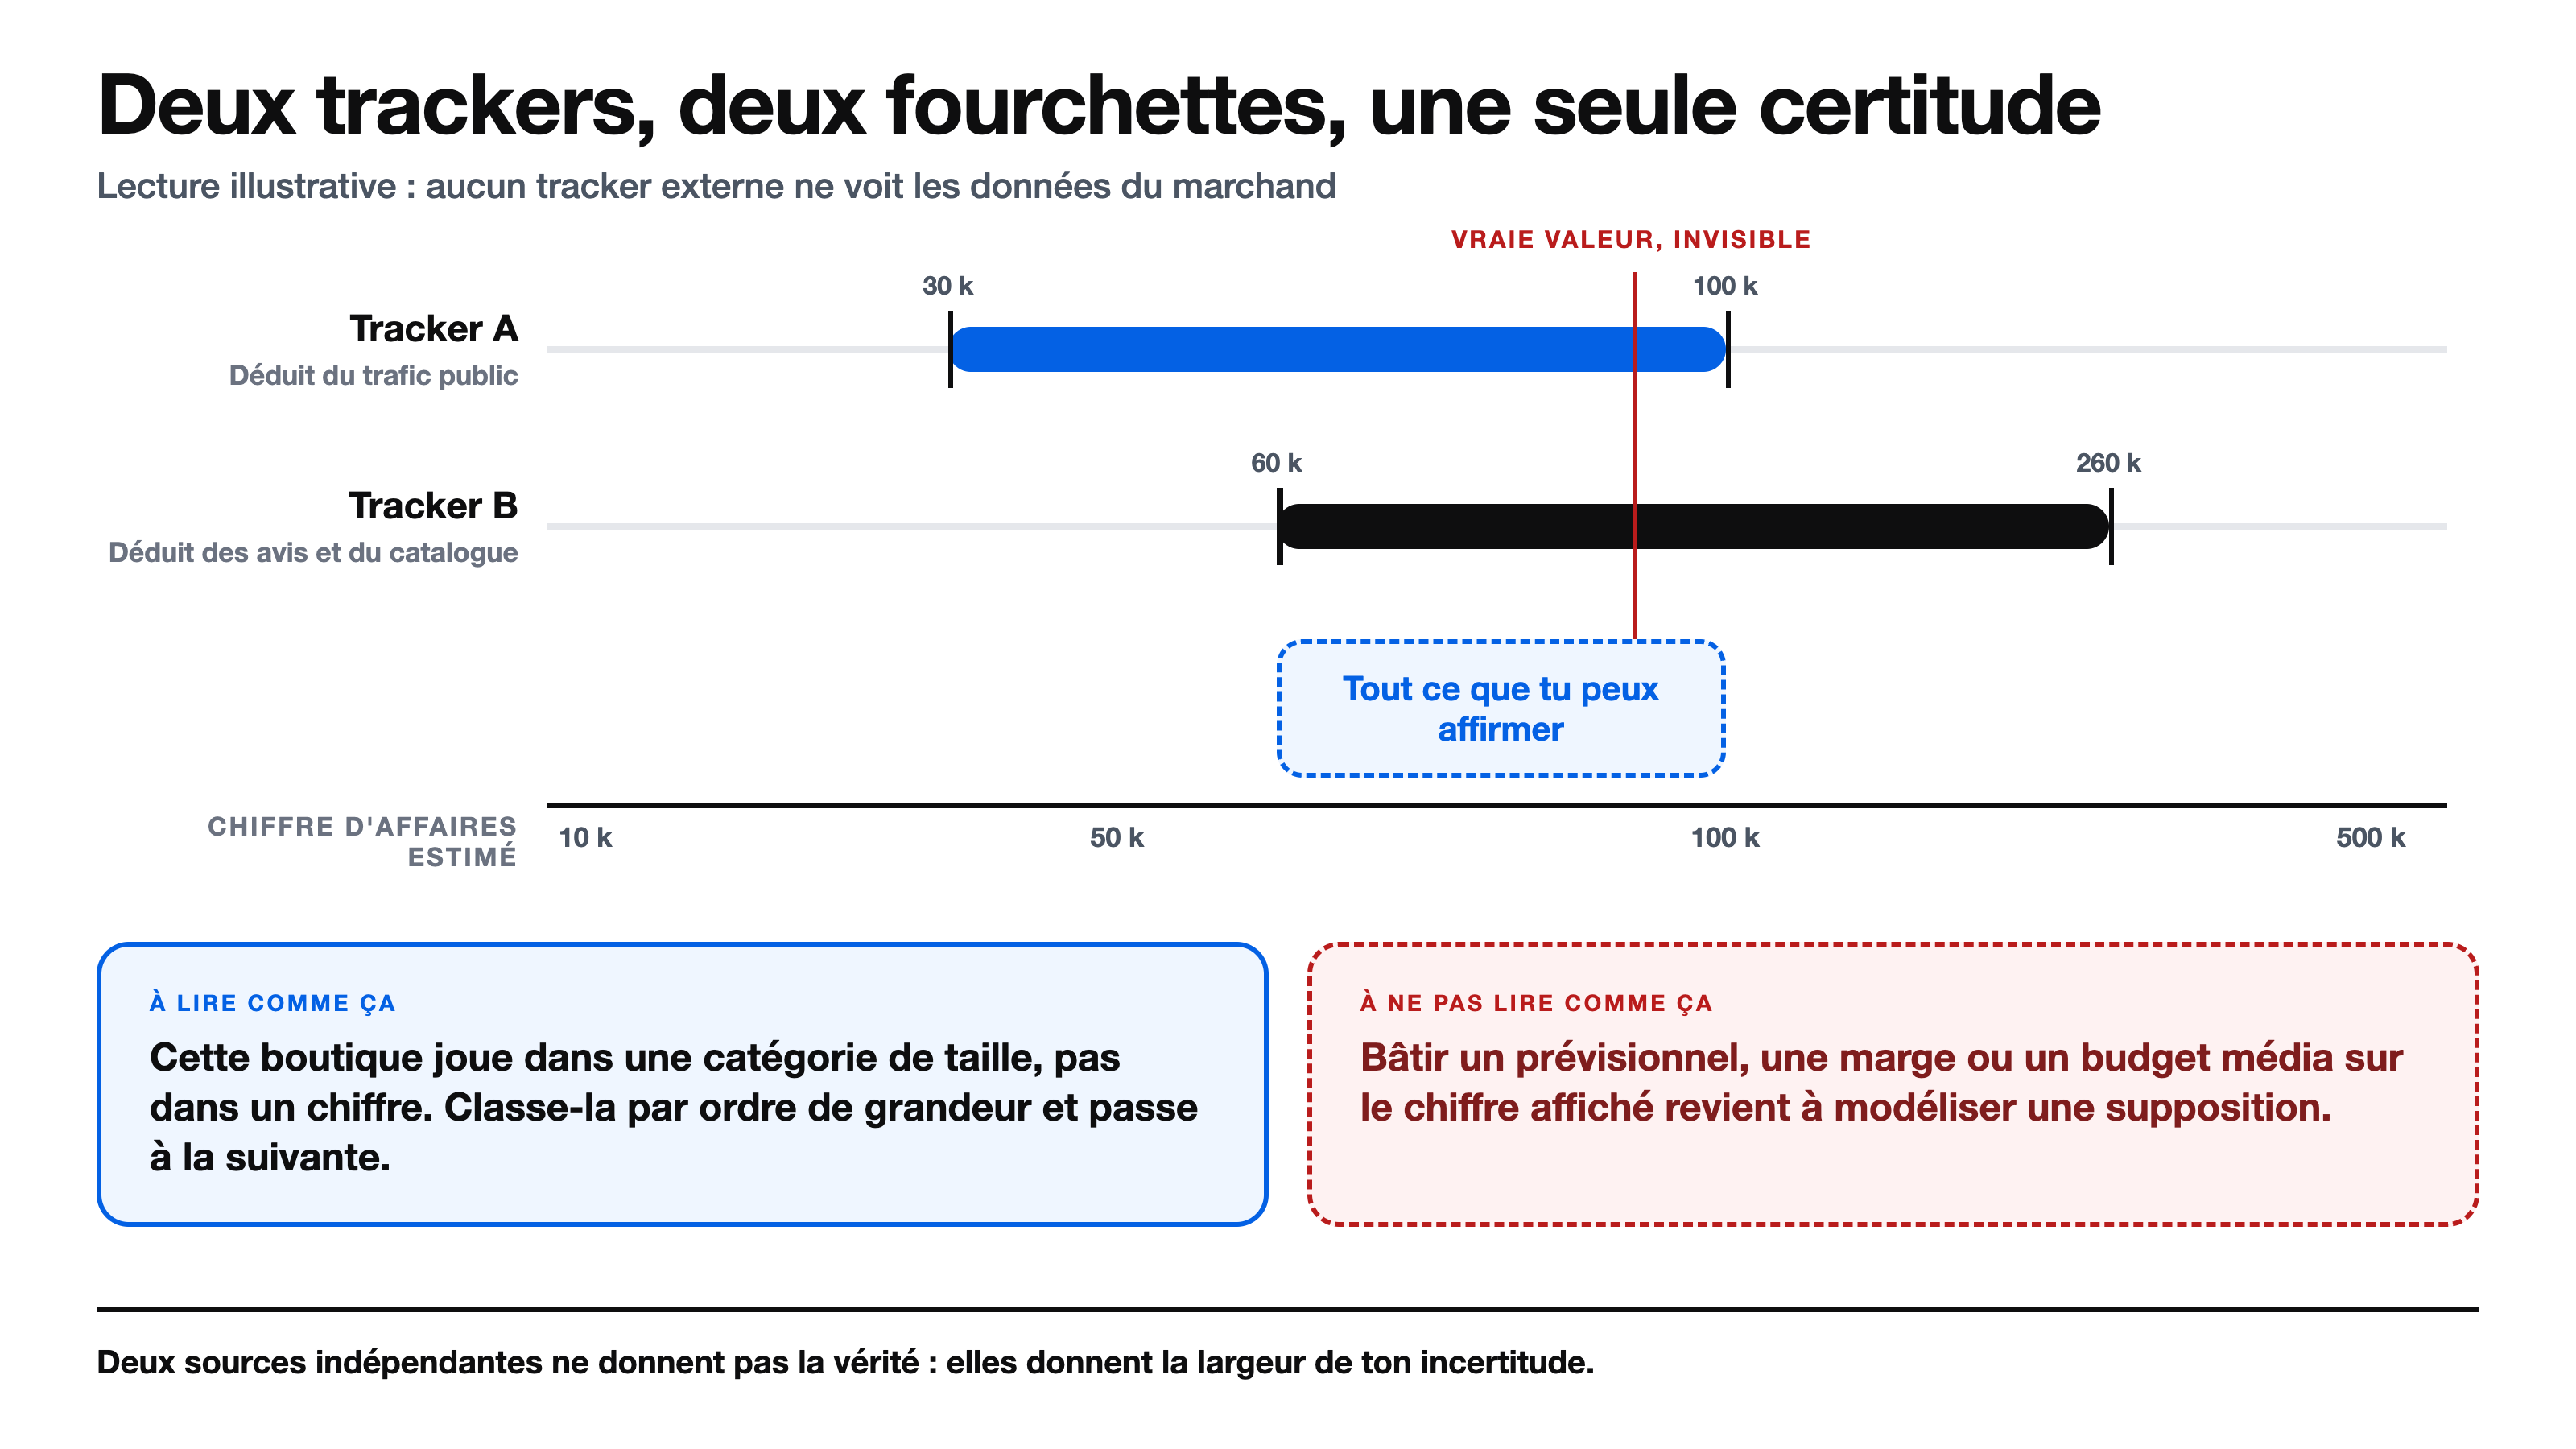 Deux trackers, deux fourchettes, une seule certitude
Lecture illustrative : aucun tracker externe ne voit les données du marchand
VRAIE VALEUR, INVISIBLE
30 k
100 k
Tracker A
Déduit du trafic public
60 k
260 k
Tracker B
Déduit des avis et du catalogue
Tout ce que tu peux
affirmer
CHIFFRE D'AFFAIRES
ESTIMÉ
10 k
50 k
100 k
500 k
À LIRE COMME ÇA
Cette boutique joue dans une catégorie de taille, pas
dans un chiffre. Classe-la par ordre de grandeur et passe
à la suivante.
À NE PAS LIRE COMME ÇA
Bâtir un prévisionnel, une marge ou un budget média sur
le chiffre affiché revient à modéliser une supposition.
Deux sources indépendantes ne donnent pas la vérité : elles donnent la largeur de ton incertitude.